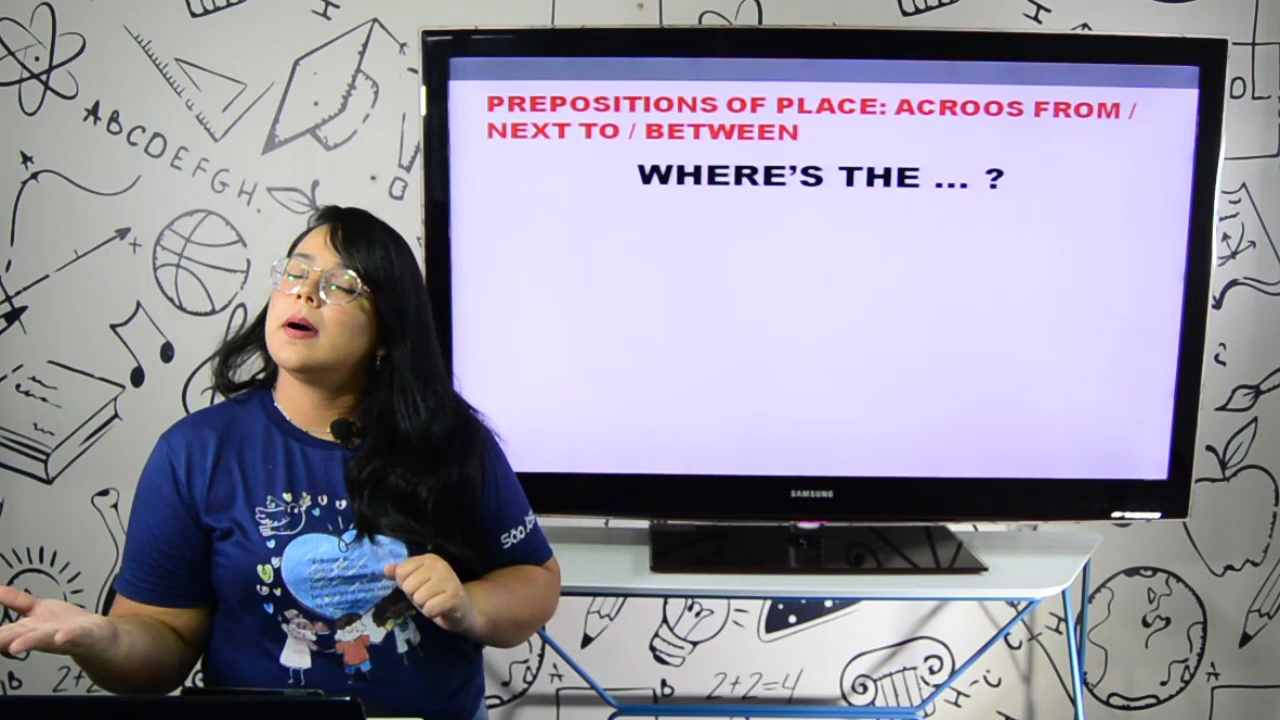 PREPOSITIONS OF PLACE: ACROOS FROM /
NEXT TO / BETWEEN
WHERE'S THE ... ?
SAMSUNG
ABCDEFGH.
2+2=4
H-C